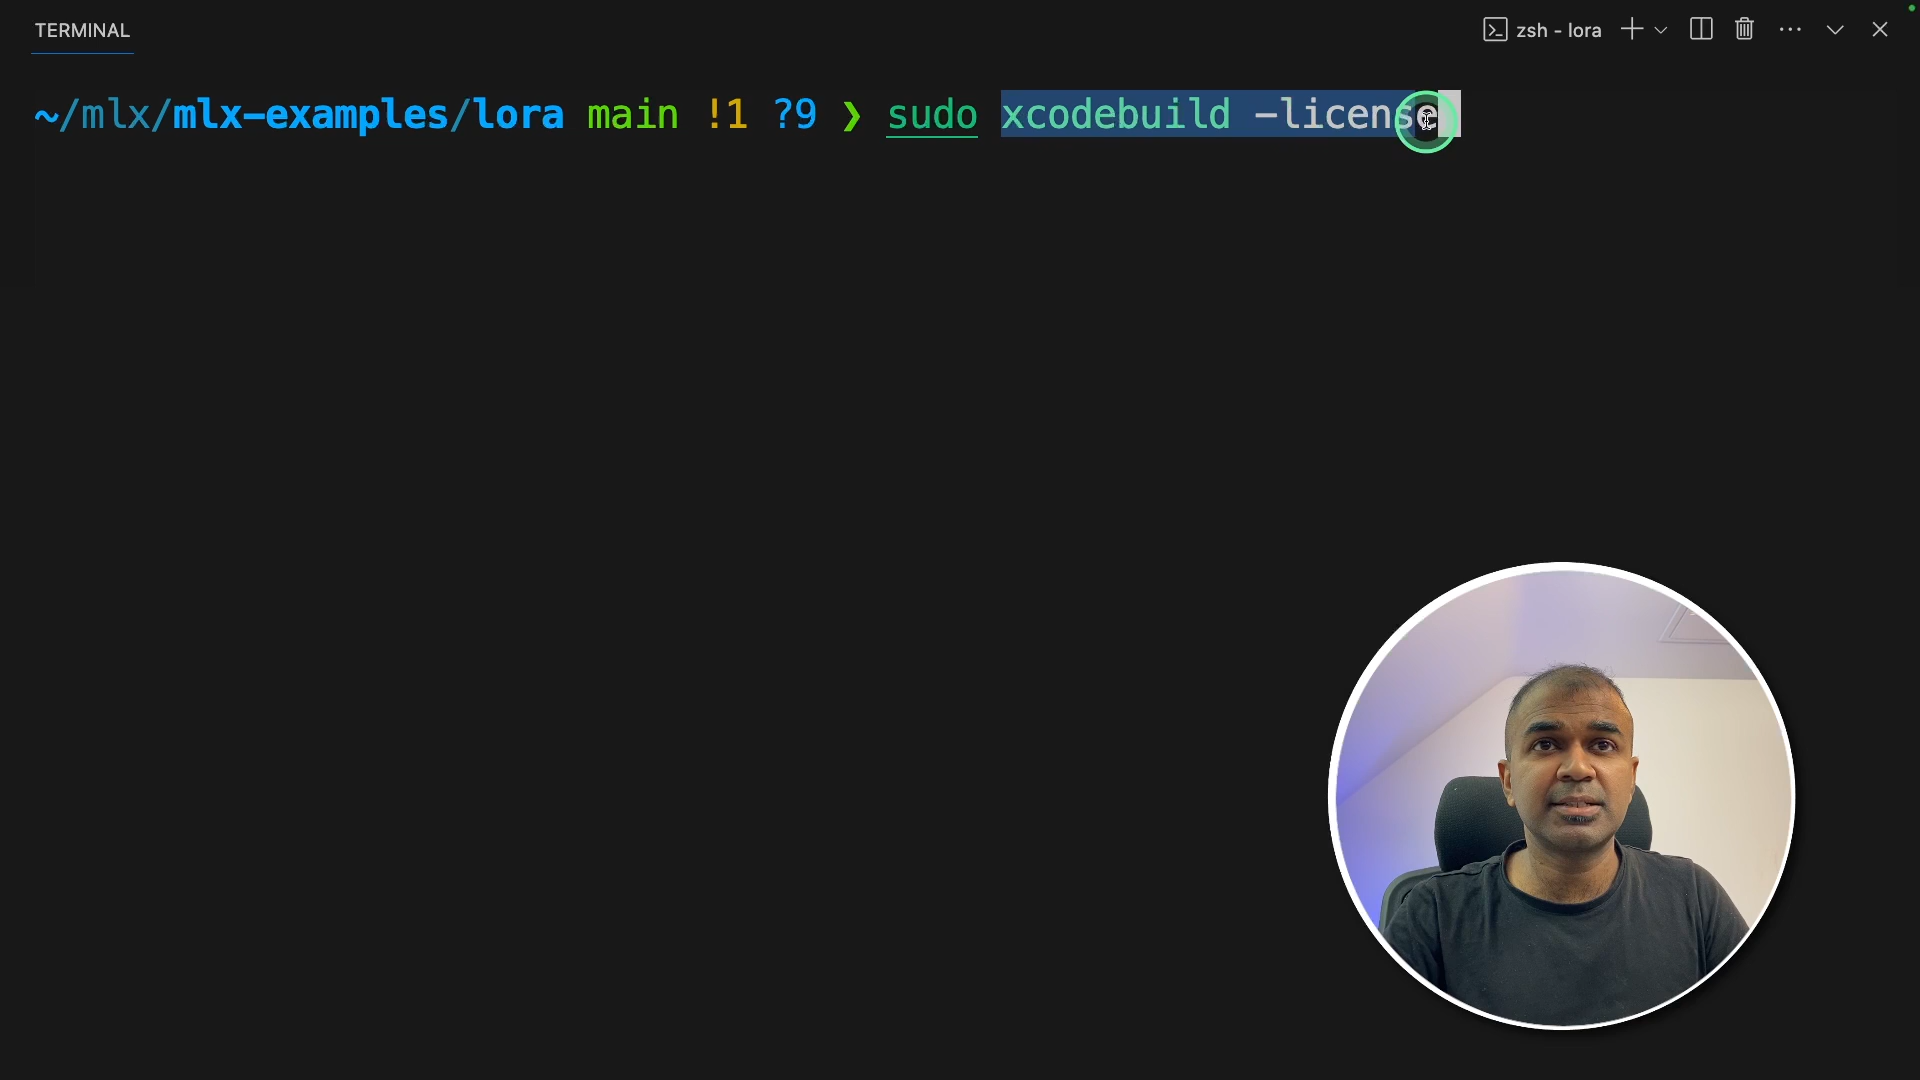 TERMINAL
zsh - lora
~/mlx/mlx-examples/lora main !1 ?9 ❯ sudo xcodebuild -license